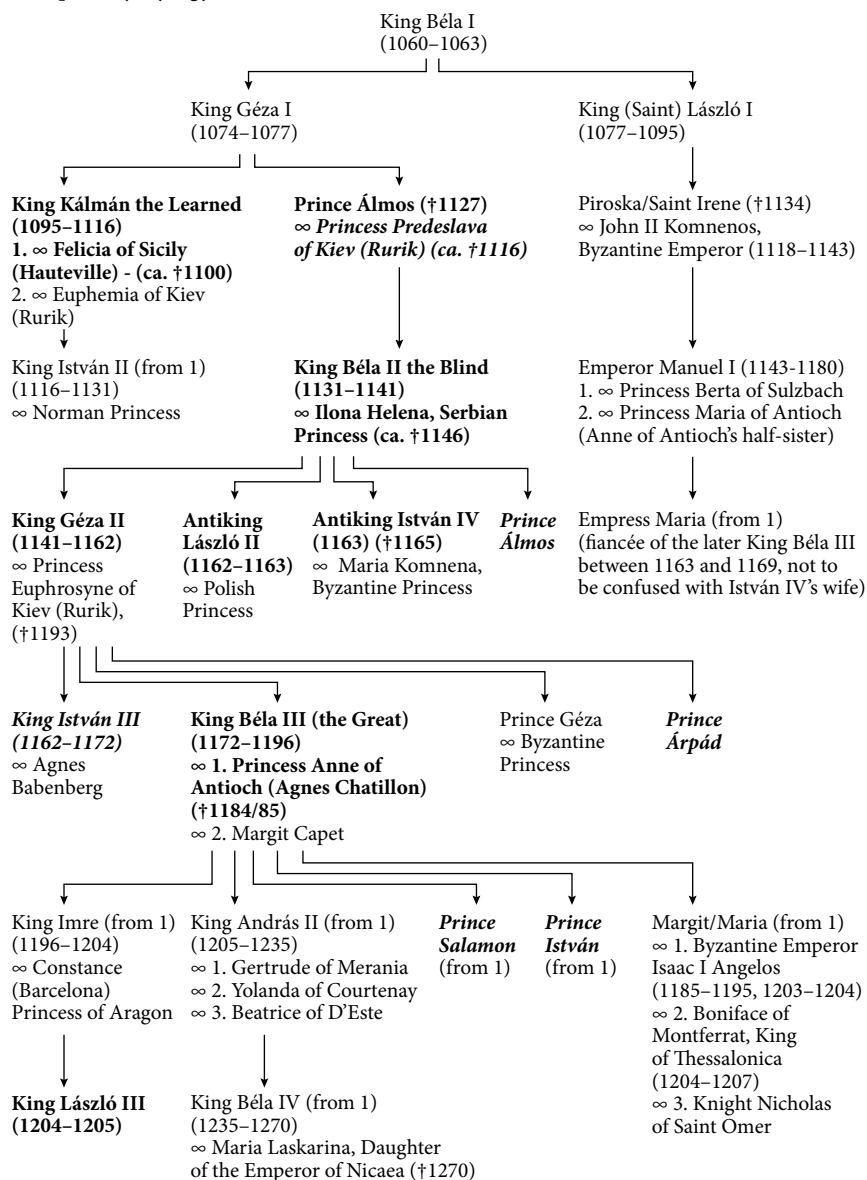 King Béla I
(1060–1063)
King Géza I
(1074–1077)
King (Saint) László I
(1077–1095)
King Kálmán the Learned
(1095–1116)
1. ∞ Felicia of Sicily
(Hauteville) - (ca. †1100)
2. ∞ Euphemia of Kiev
(Rurik)
Prince Álmos (†1127)
∞ Princess Predeslava
of Kiev (Rurik) (ca. †1116)
Piroska/Saint Irene (†1134)
∞ John II Komnenos,
Byzantine Emperor (1118–1143)
King István II (from 1)
(1116–1131)
∞ Norman Princess
King Béla II the Blind
(1131–1141)
∞ Ilona Helena, Serbian
Princess (ca. †1146)
Emperor Manuel I (1143-1180)
1. ∞ Princess Berta of Sulzbach
2. ∞ Princess Maria of Antioch
(Anne of Antioch's half-sister)
King Géza II
(1141–1162)
∞ Princess
Euphrosyne of
Kiev (Rurik),
(†1193)
Antiking
László II
(1162–1163)
∞ Polish
Princess
Antiking István IV
(1163) (†1165)
∞ Maria Komnena,
Byzantine Princess
Prince
Álmos
Empress Maria (from 1)
(fiancée of the later King Béla III
between 1163 and 1169, not to
be confused with István IV's wife)
King István III
(1162–1172)
∞ Agnes
Babenberg
King Béla III (the Great)
(1172–1196)
∞ 1. Princess Anne of
Antioch (Agnes Chatillon)
(†1184/85)
∞ 2. Margit Capet
Prince Géza
∞ Byzantine
Princess
Prince
Árpád
King Imre (from 1)
(1196–1204)
∞ Constance
(Barcelona)
Princess of Aragon
King András II (from 1)
(1205–1235)
∞ 1. Gertrude of Merania
∞ 2. Yolanda of Courtenay
∞ 3. Beatrice of D'Este
Prince
Salamon
(from 1)
Prince
István
(from 1)
Margit/Maria (from 1)
∞ 1. Byzantine Emperor
Isaac I Angelos
(1185–1195, 1203–1204)
∞ 2. Boniface of
Montferrat, King
of Thessalonica
(1204–1207)
∞ 3. Knight Nicholas
of Saint Omer
King László III
(1204–1205)
King Béla IV (from 1)
(1235–1270)
∞ Maria Laskarina, Daughter
of the Emperor of Nicaea (†1270)